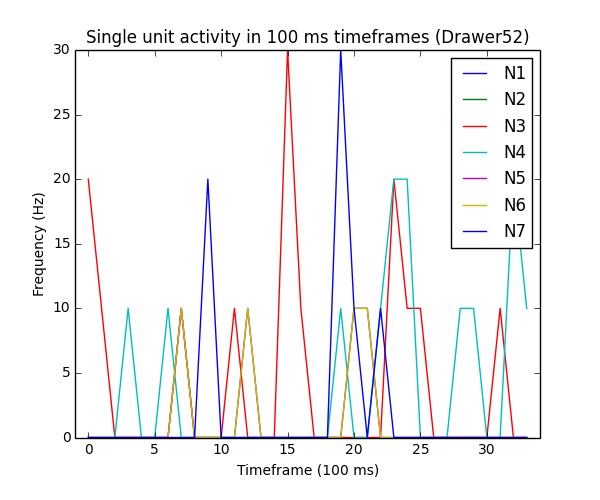 Single unit activity in 100 ms timeframes (Drawer52)
30
25
20
15
10
5
0
Frequency (Hz)
N1
N2
N3
N4
N5
N6
N7
0 5 10 15 20 25 30
Timeframe (100 ms)